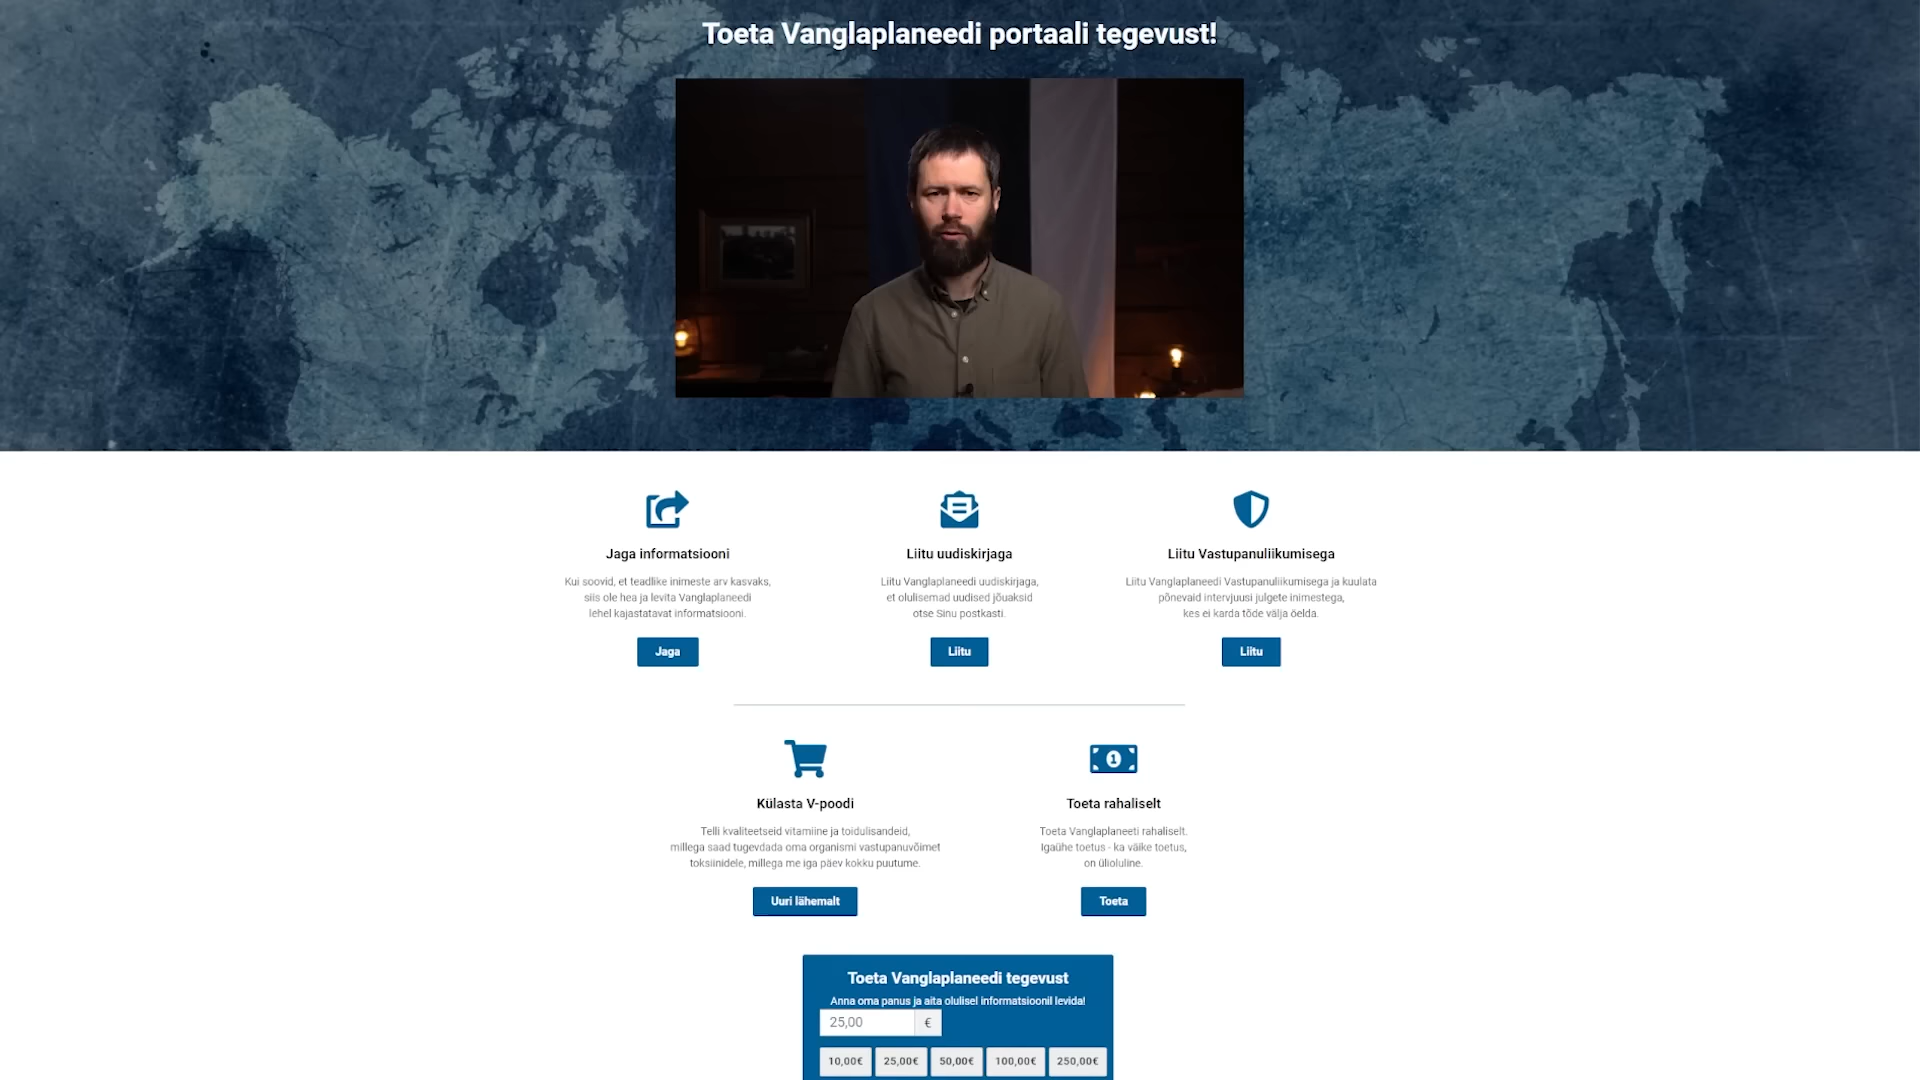 Toeta Vanglaplaneedi portaali tegevust!
Jaga informatsiooni
Kui soovid, et teadlike inimeste arv kasvaks,
siis ole hea ja levita Vanglaplaneedi
lehel kajastatavat informatsiooni.
Jaga
Liitu uudiskirjaga
Liitu Vanglaplaneedi uudiskirjaga,
et olulisemad uudised jõuaksid
otse Sinu postkasti.
Liitu
Liitu Vastupanuliikumisega
Liitu Vanglaplaneedi Vastupanuliikumisega ja kuulata
põnevaid intervjuusi julgete inimestega,
kes ei karda tõde välja öelda.
Liitu
Külasta V-poodi
Telli kvaliteetseid vitamiine ja toidulisandeid,
millega saad tugevdada oma organismi vastupanuvõimet
toksiinidele, millega me iga päev kokku puutume.
Uuri lähemalt
1
Toeta rahaliselt
Toeta Vanglaplaneeti rahaliselt.
Igaühe toetus - ka väike toetus,
on ülioluline.
Toeta
Toeta Vanglaplaneedi tegevust
Anna oma panus ja aita olulisel informatsioonil levida!
25,00 €
10,00€ 25,00€ 50,00€ 100,00€ 250,00€